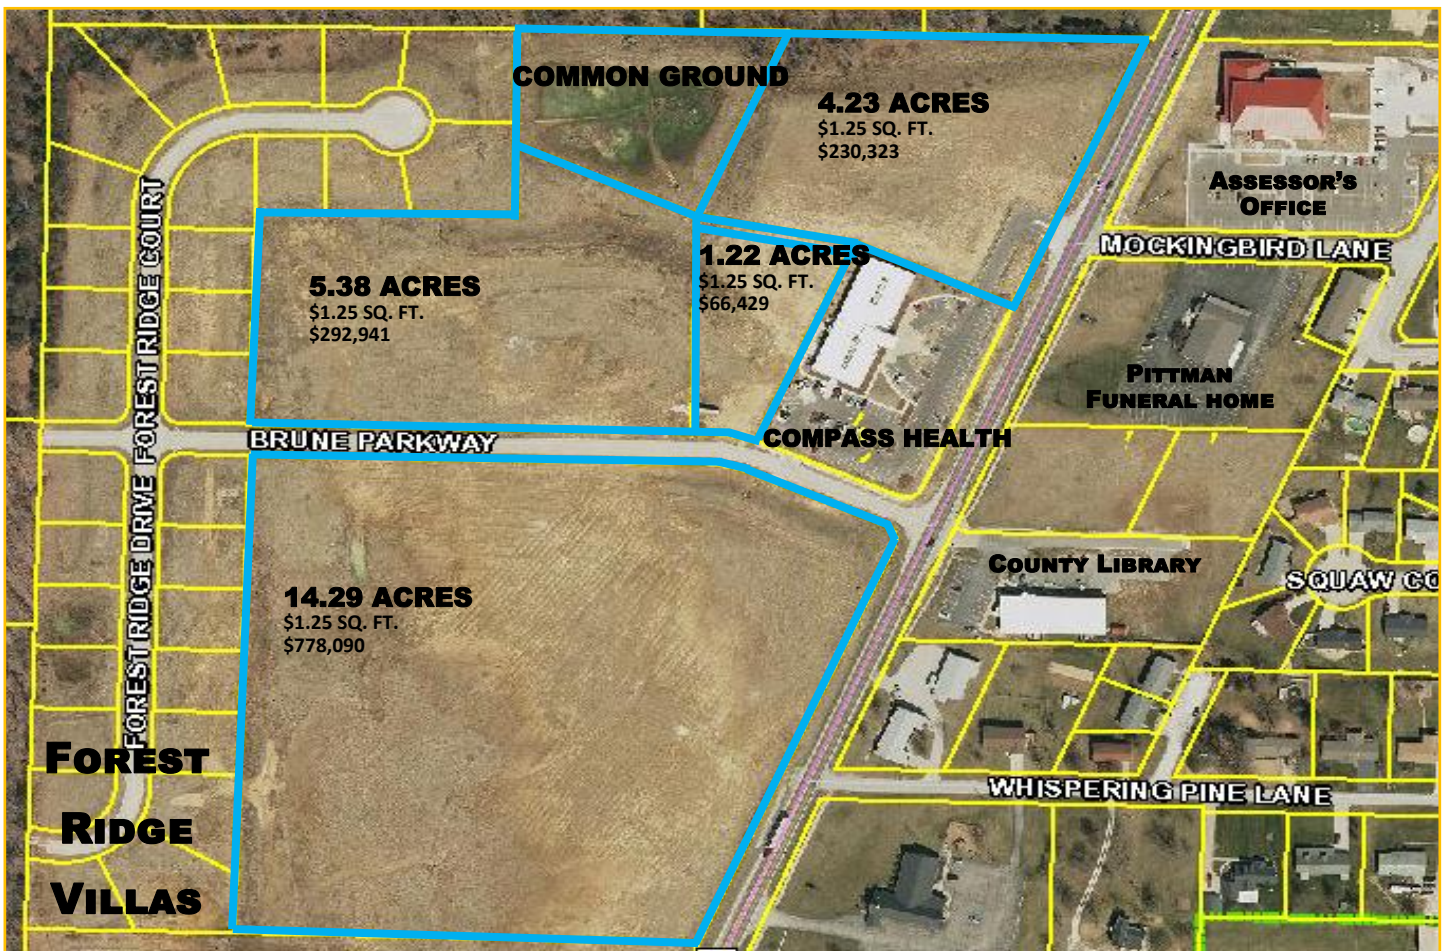 COMMON GROUND
4.23 ACRES
$1.25 SQ. FT.
$230,323
ASSESSOR'S
OFFICE
MOCKINGBIRD LANE
1.22 ACRES
$1.25 SQ. FT.
$66,429
5.38 ACRES
$1.25 SQ. FT.
$292,941
FOREST RIDGE COURT
PITTMAN
FUNERAL HOME
BRUNE PARKWAY
COMPASS HEALTH
COUNTY LIBRARY
SQUAW CO
14.29 ACRES
$1.25 SQ. FT.
$778,090
FOREST RIDGE DRIVE
WHISPERING PINE LANE
FOREST
RIDGE
VILLAS